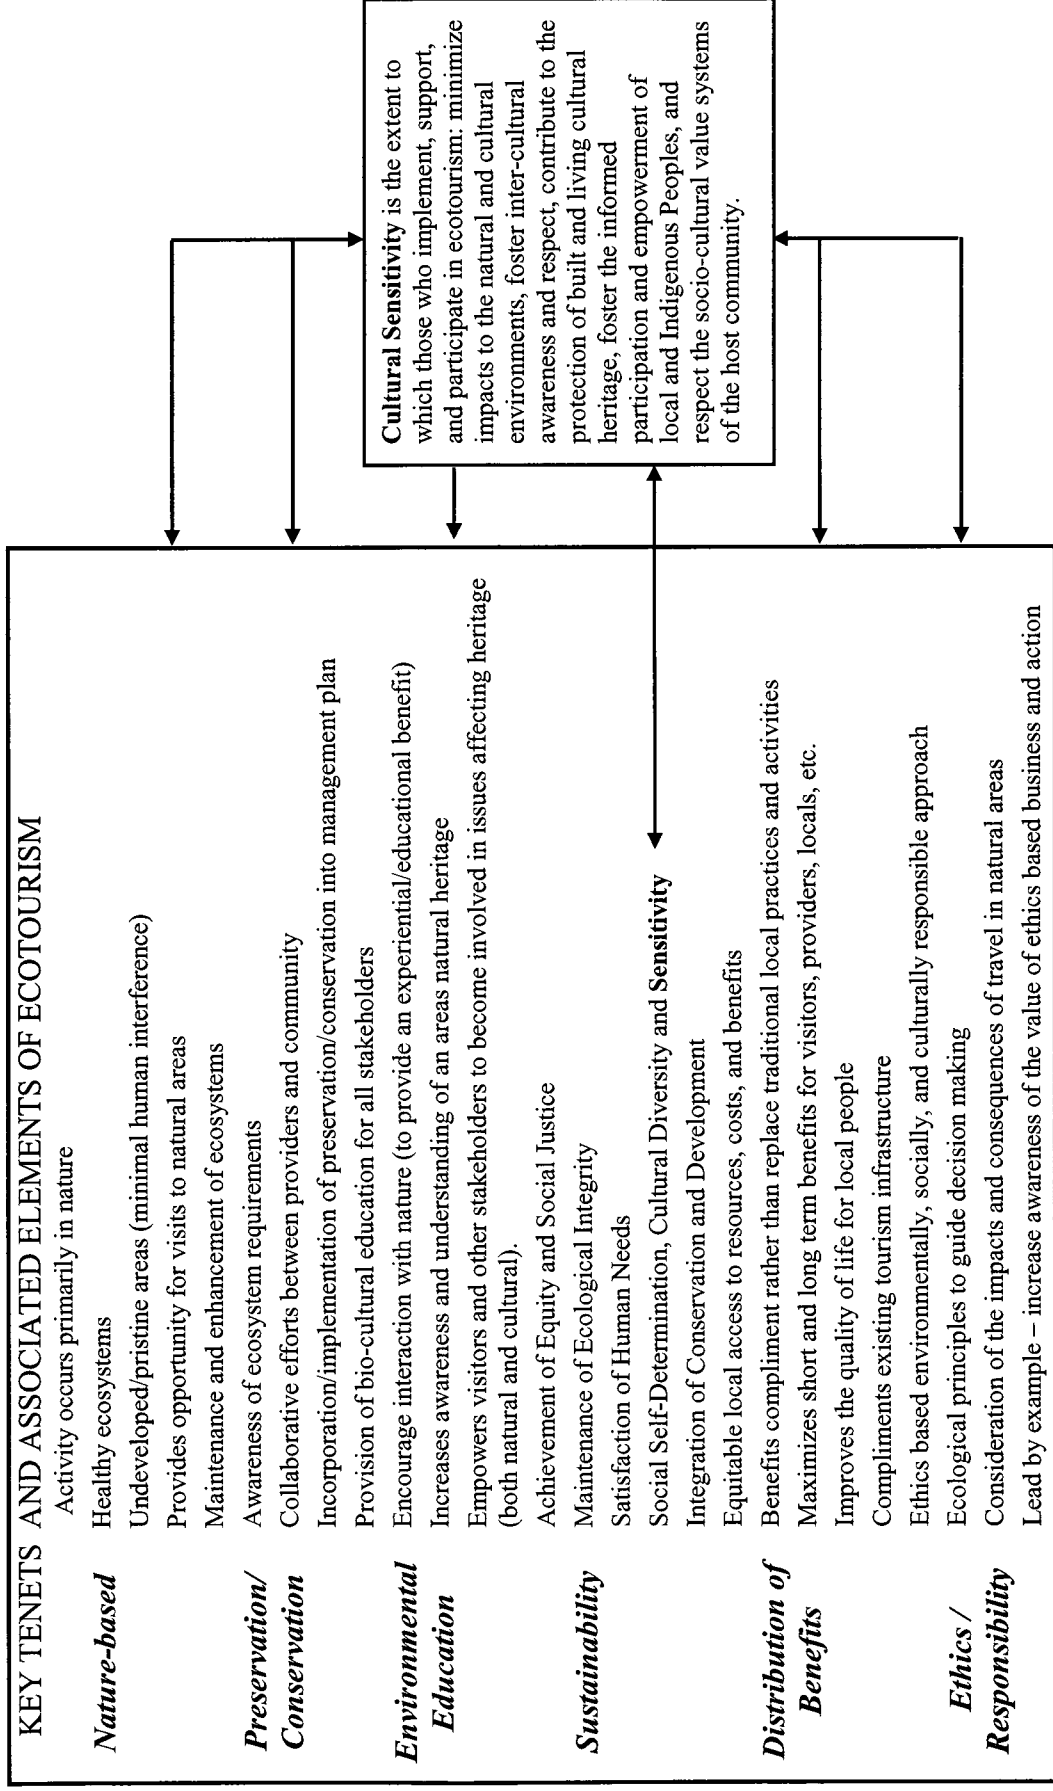 KEY TENETS AND ASSOCIATED ELEMENTS OF ECOTOURISM
Nature-based
Activity occurs primarily in nature
Healthy ecosystems
Undeveloped/pristine areas (minimal human interference)
Provides opportunity for visits to natural areas
Preservation/
Conservation
Maintenance and enhancement of ecosystems
Awareness of ecosystem requirements
Collaborative efforts between providers and community
Incorporation/implementation of preservation/conservation into management plan
Environmental
Education
Provision of bio-cultural education for all stakeholders
Encourage interaction with nature (to provide an experiential/educational benefit)
Increases awareness and understanding of an areas natural heritage
Empowers visitors and other stakeholders to become involved in issues affecting heritage
(both natural and cultural).
Sustainability
Achievement of Equity and Social Justice
Maintenance of Ecological Integrity
Satisfaction of Human Needs
Social Self-Determination, Cultural Diversity and Sensitivity
Integration of Conservation and Development
Distribution of
Benefits
Equitable local access to resources, costs, and benefits
Benefits compliment rather than replace traditional local practices and activities
Maximizes short and long term benefits for visitors, providers, locals, etc.
Improves the quality of life for local people
Compliments existing tourism infrastructure
Ethics /
Responsibility
Ethics based environmentally, socially, and culturally responsible approach
Ecological principles to guide decision making
Consideration of the impacts and consequences of travel in natural areas
Lead by example – increase awareness of the value of ethics based business and action
Cultural Sensitivity is the extent to
which those who implement, support,
and participate in ecotourism: minimize
impacts to the natural and cultural
environments, foster inter-cultural
awareness and respect, contribute to the
protection of built and living cultural
heritage, foster the informed
participation and empowerment of
local and Indigenous Peoples, and
respect the socio-cultural value systems
of the host community.